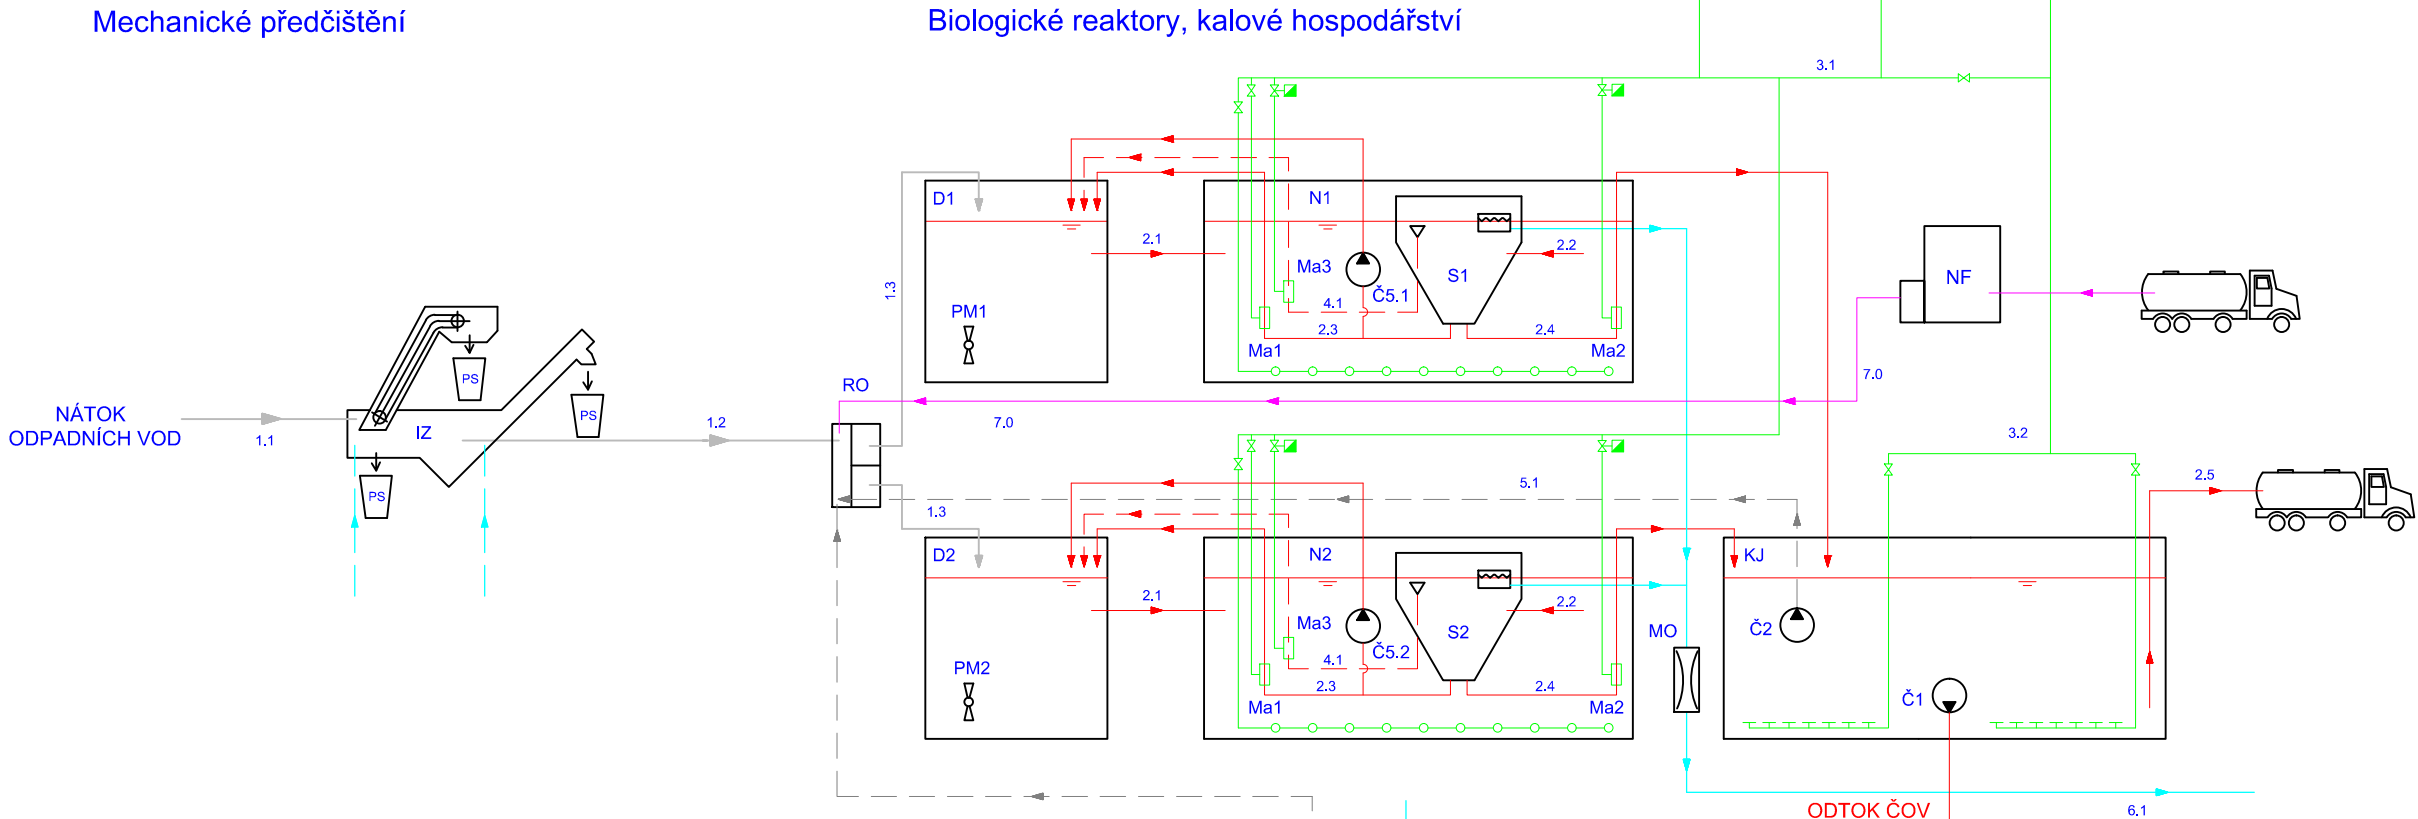 Mechanické předčištění
Biologické reaktory, kalové hospodářství
3.1
D1
N1
2.1
2.2
Ma3
S1
Č5.1
NF
1.3
4.1
PM1
2.3
2.4
Ma1
Ma2
PS
RO
7.0
NÁTOK
ODPADNÍCH VOD
1.1
IZ
PS
1.2
7.0
3.2
PS
5.1
2.5
1.3
D2
N2
KJ
2.1
2.2
Ma3
S2
Č5.2
MO
Č2
4.1
PM2
2.3
2.4
Č1
Ma1
Ma2
ODTOK ČOV
6.1